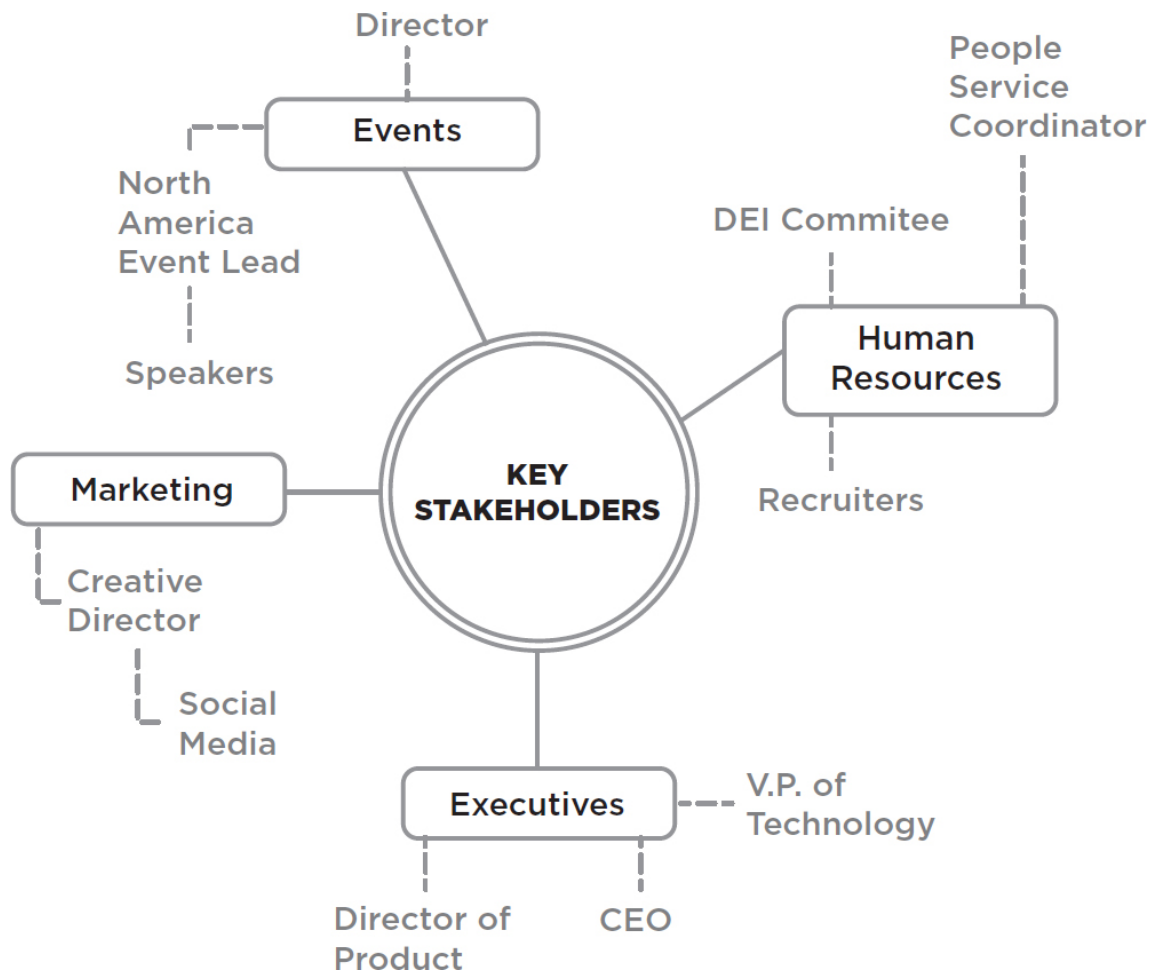 Director
Events
North
America
Event Lead
Speakers
People
Service
Coordinator
DEI Commitee
Human
Resources
Recruiters
KEY
STAKEHOLDERS
Marketing
Creative
Director
Social
Media
Executives
V.P. of
Technology
Director of
Product
CEO